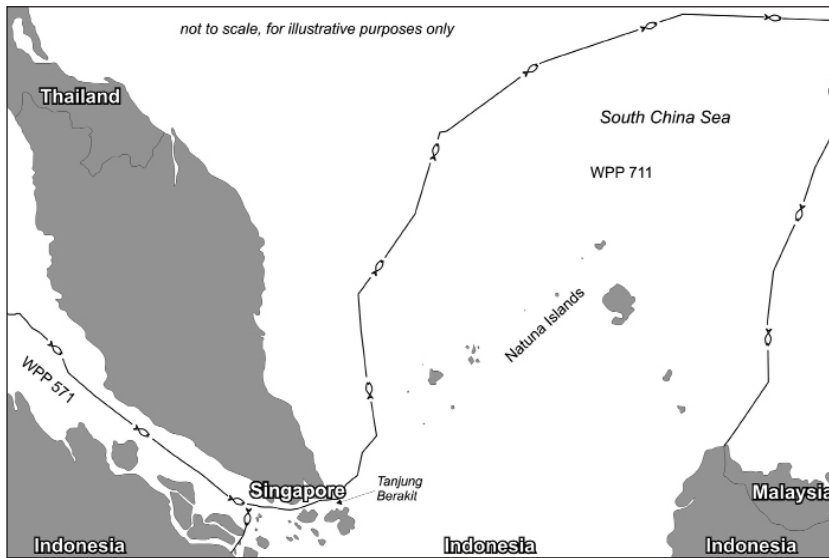 not to scale, for illustrative purposes only
Thailand
South China Sea
WPP 711
Natuna Islands
WPP 571
Singapore
Tanjung
Berakit
Malaysia
Indonesia
Indonesia
Indonesia